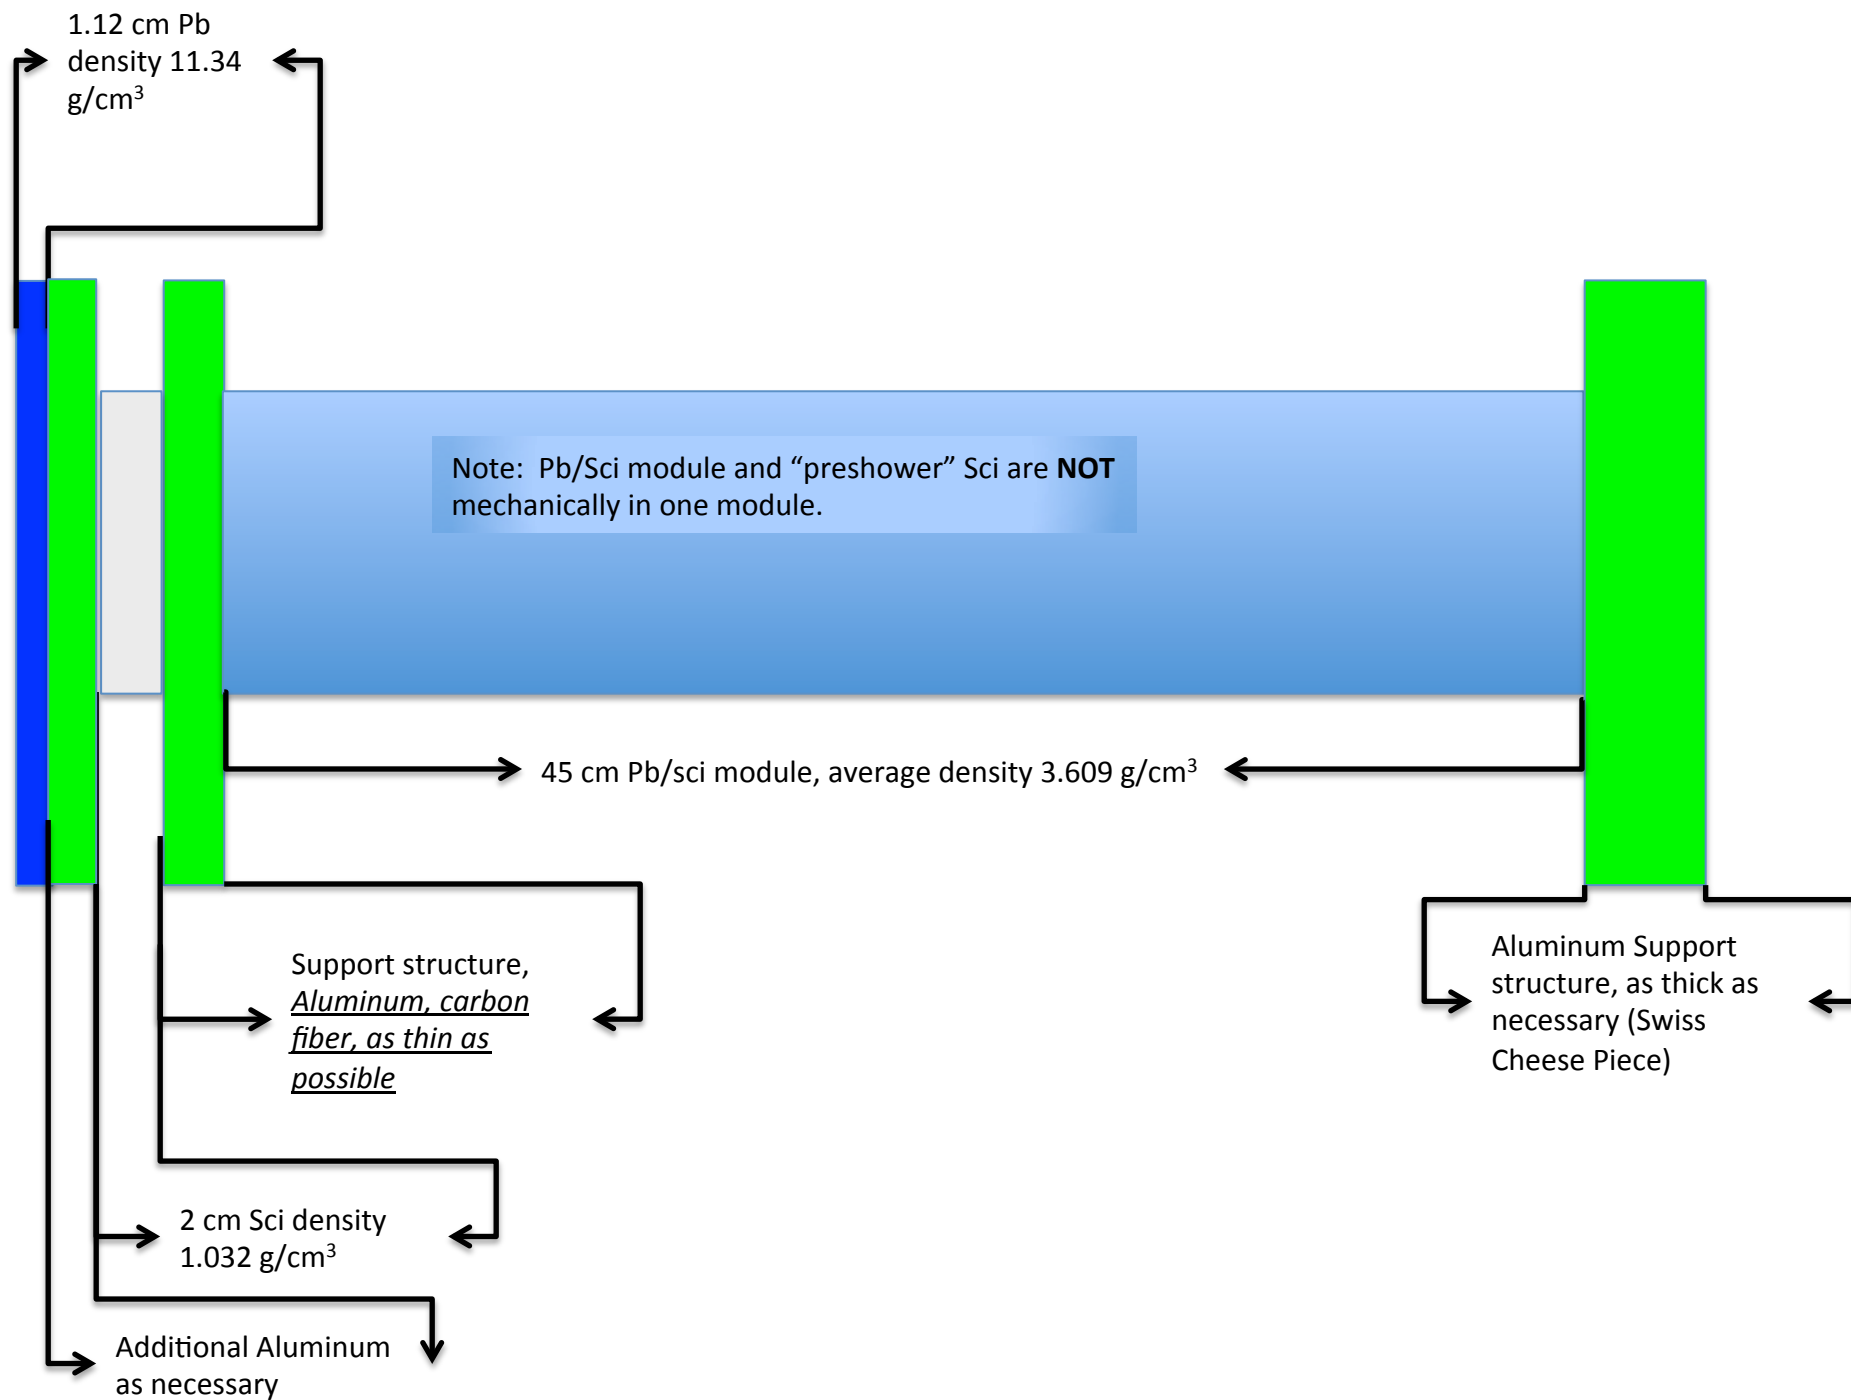 1.12 cm Pb
density 11.34
g/cm³
Note:  Pb/Sci module and “preshower” Sci are NOT
mechanically in one module.
45 cm Pb/sci module, average density 3.609 g/cm³
Support structure,
Aluminum, carbon
fiber, as thin as
possible
Aluminum Support
structure, as thick as
necessary (Swiss
Cheese Piece)
2 cm Sci density
1.032 g/cm³
Additional Aluminum
as necessary